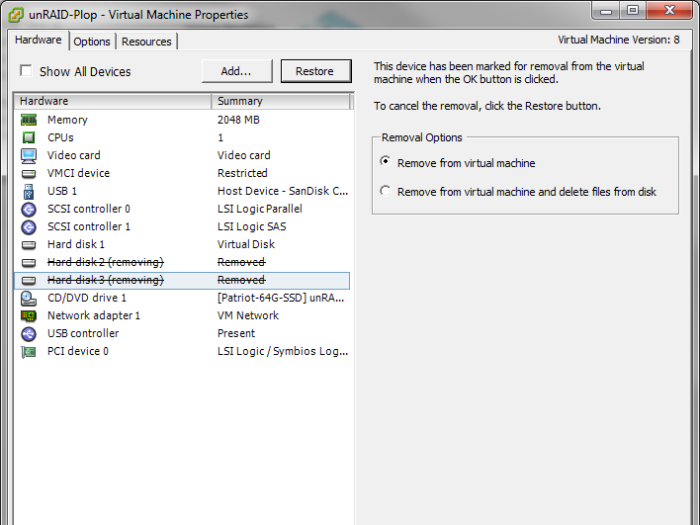 unRAID-Plop - Virtual Machine Properties
Hardware Options Resources Virtual Machine Version: 8
Show All Devices Add... Restore
Hardware Summary
Memory 2048 MB
CPUs 1
Video card Video card
VMCI device Restricted
USB 1 Host Device - SanDisk C...
SCSI controller 0 LSI Logic Parallel
SCSI controller 1 LSI Logic SAS
Hard disk 1 Virtual Disk
Hard disk 2 (removing) Removed
Hard disk 3 (removing) Removed
CD/DVD drive 1 [Patriot-64G-SSD] unRA...
Network adapter 1 VM Network
USB controller Present
PCI device 0 LSI Logic / Symbios Log...
This device has been marked for removal from the virtual
machine when the OK button is clicked.
To cancel the removal, click the Restore button.
Removal Options
Remove from virtual machine
Remove from virtual machine and delete files from disk